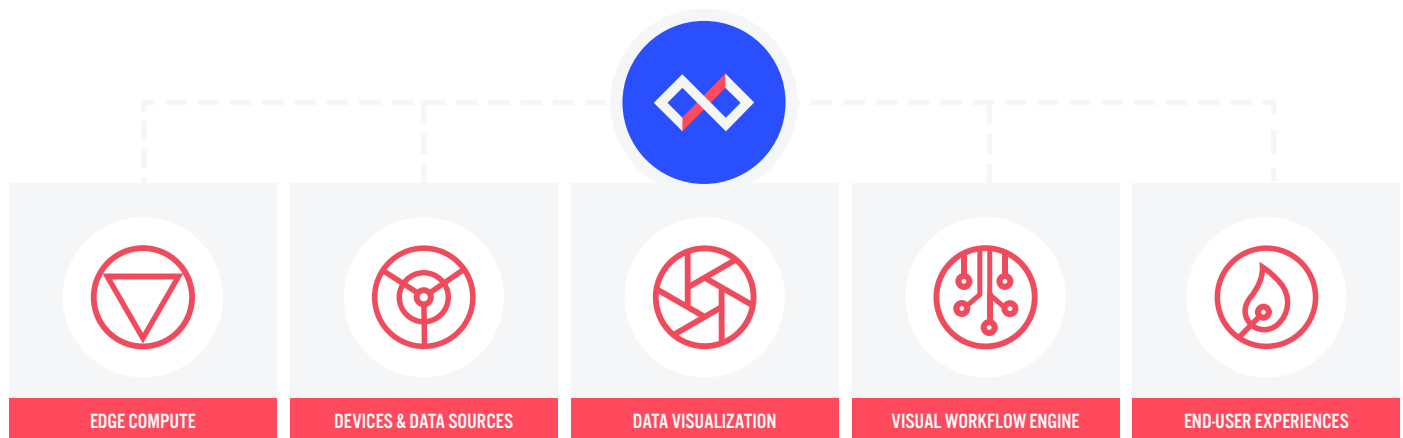 EDGE COMPUTE
DEVICES & DATA SOURCES
DATA VISUALIZATION
VISUAL WORKFLOW ENGINE
END-USER EXPERIENCES